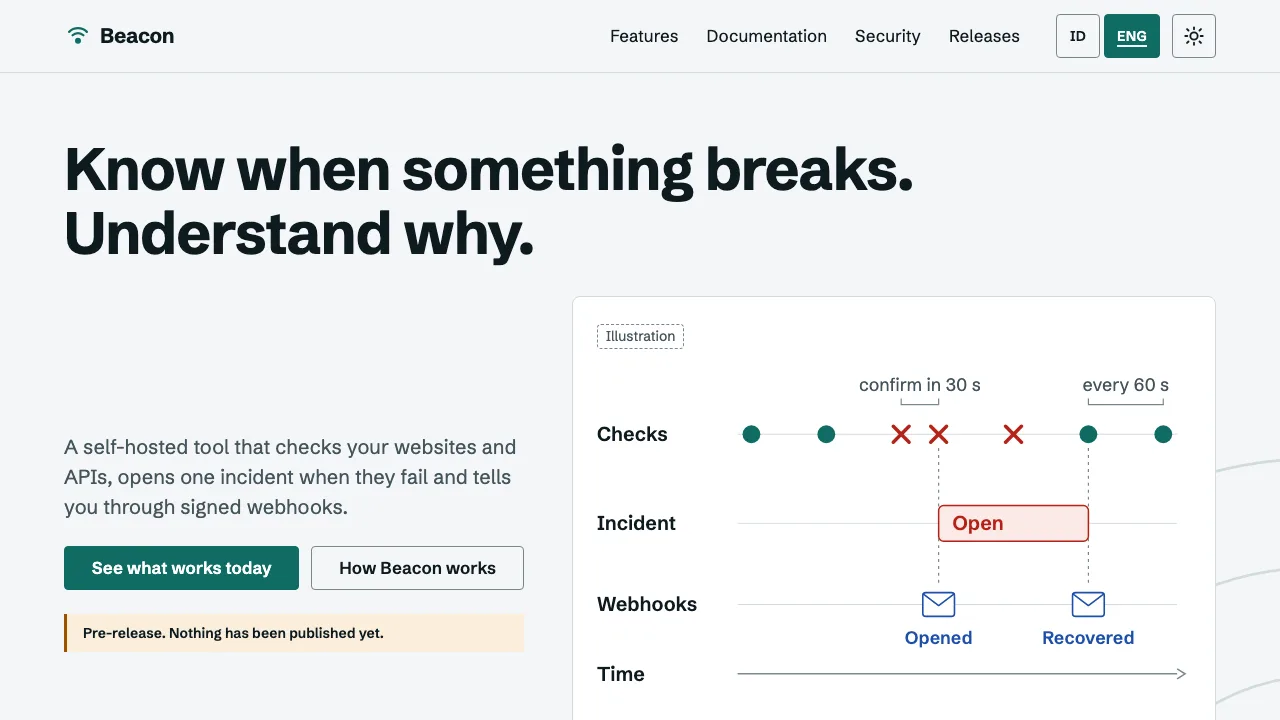 Beacon
Features
Documentation
Security
Releases
ID
ENG
Know when something breaks.
Understand why.
A self-hosted tool that checks your websites and
APIs, opens one incident when they fail and tells
you through signed webhooks.
See what works today
How Beacon works
Pre-release. Nothing has been published yet.
Illustration
confirm in 30 s
every 60 s
Checks
Incident
Open
Webhooks
Opened
Recovered
Time